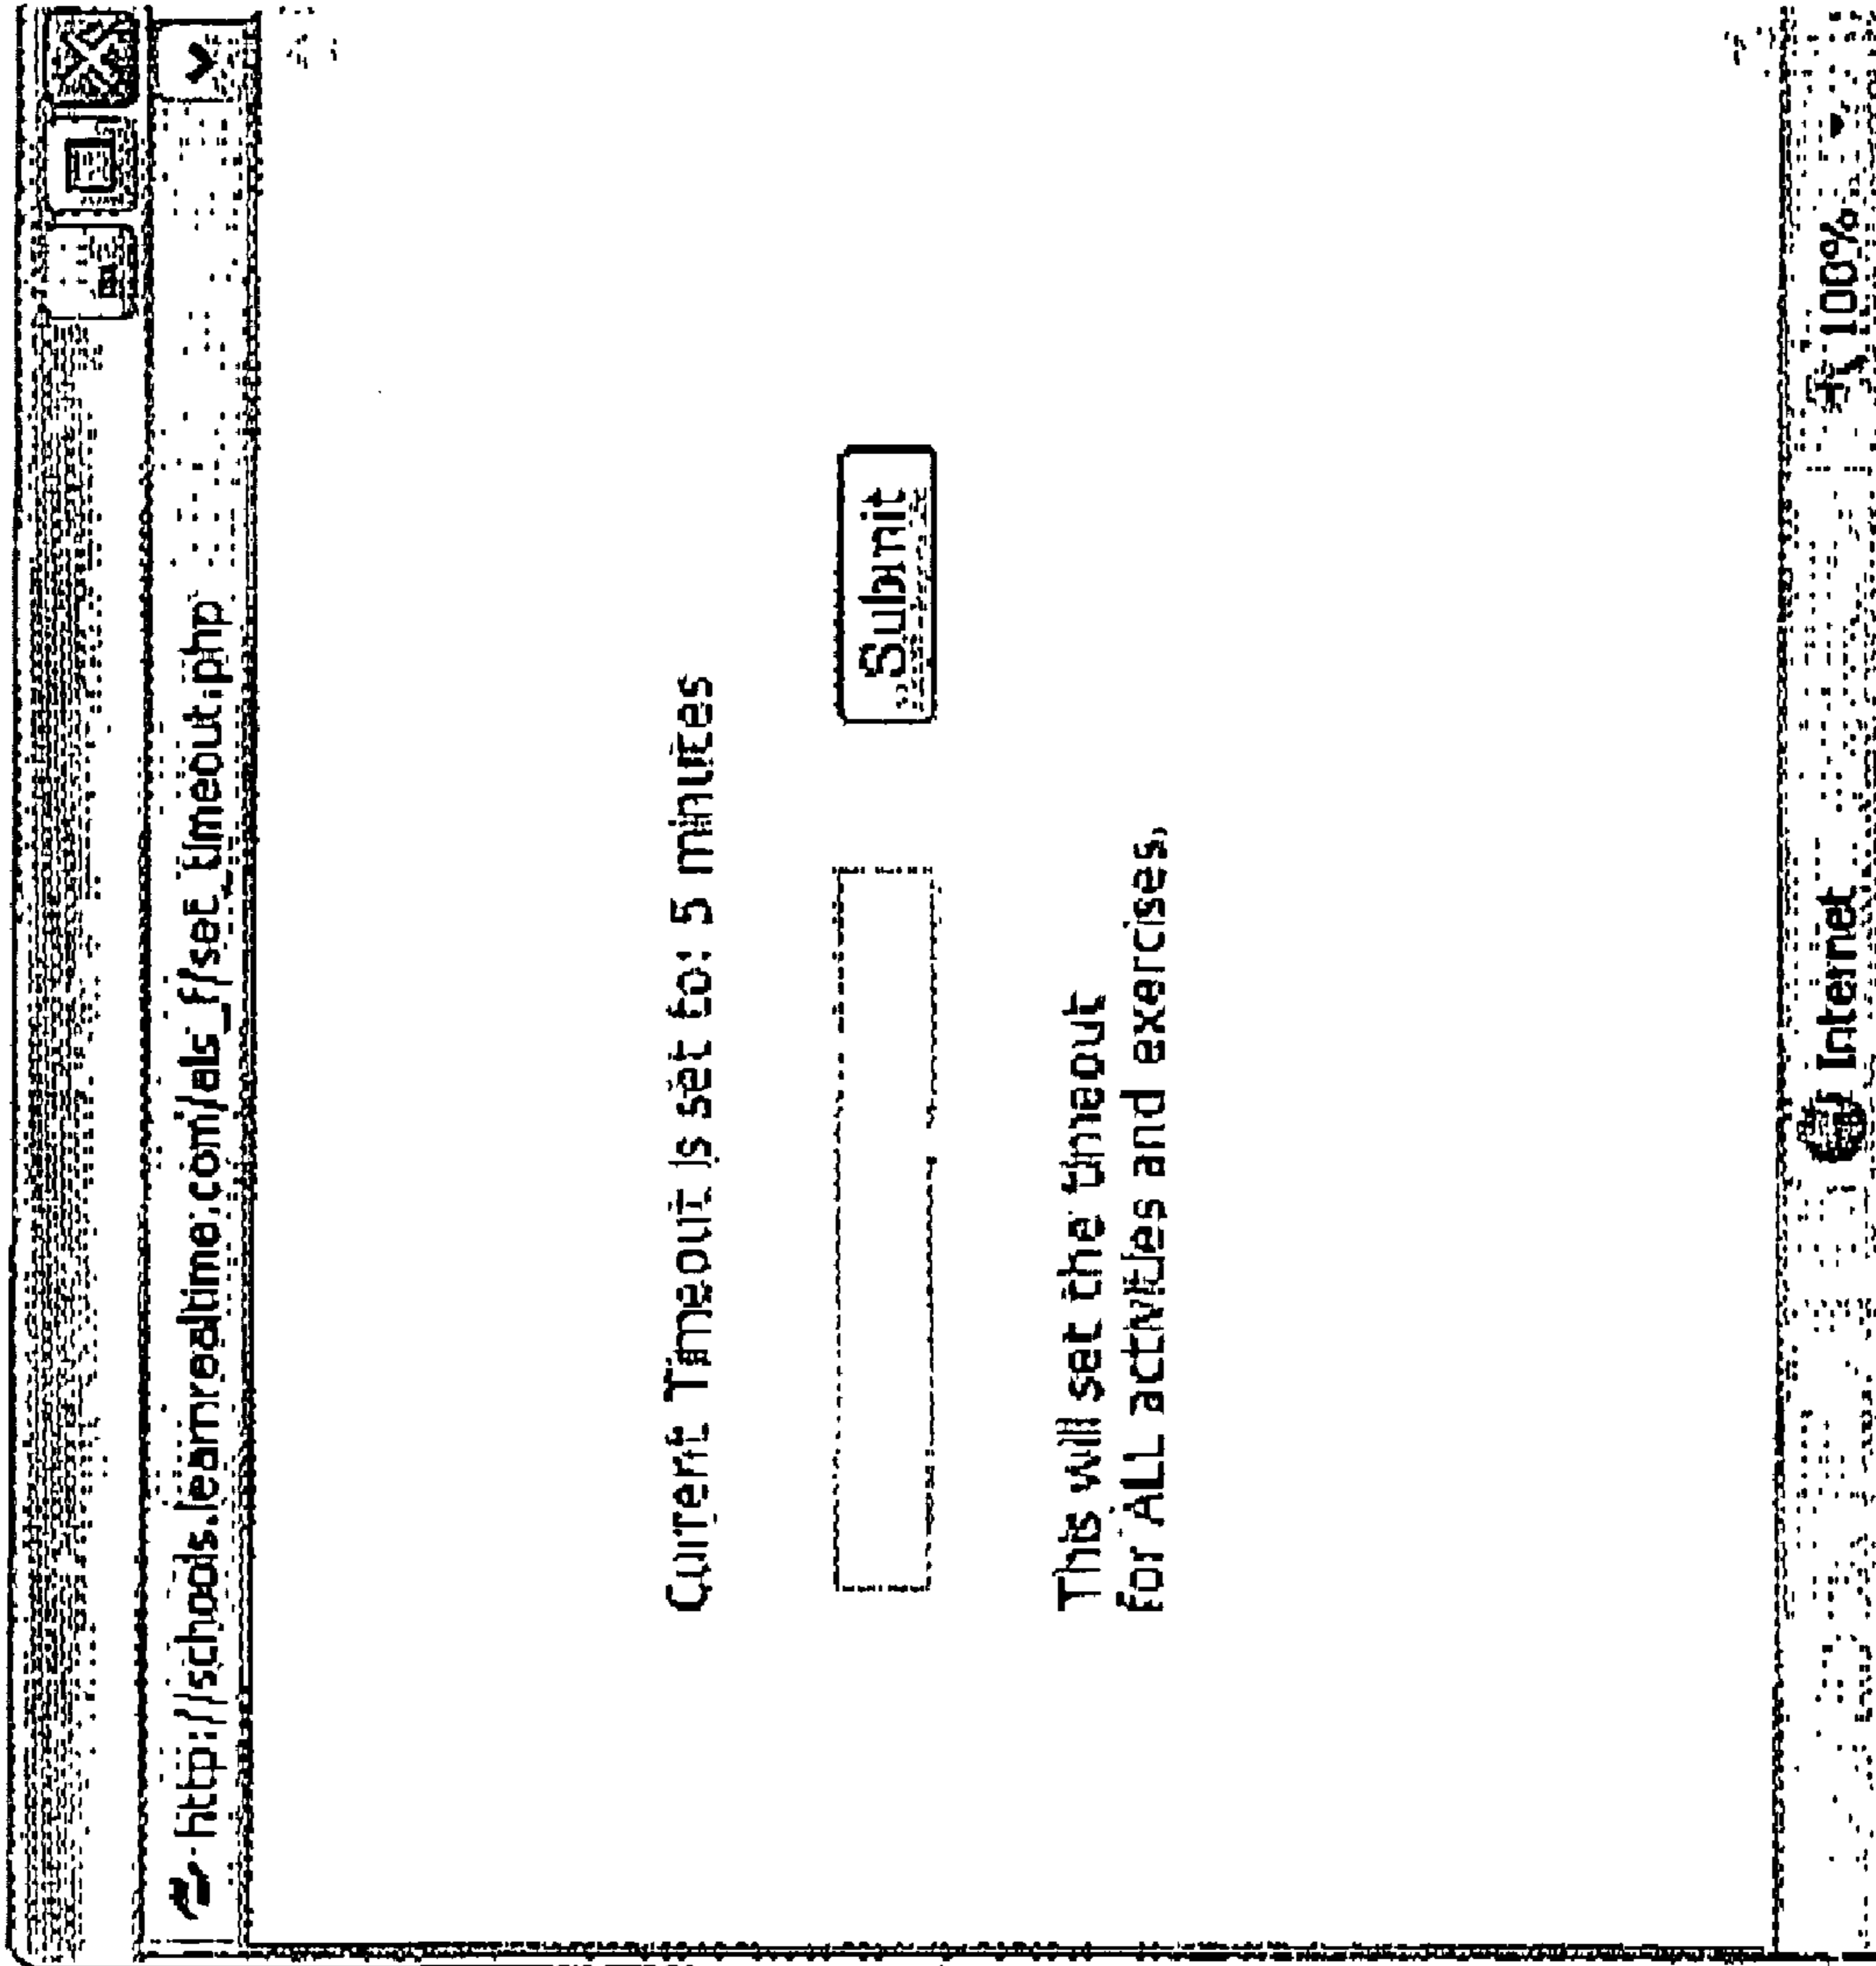 http://schools.learnrealtime.com/als_f/set_timeout.php
Current Timeout is set to: 5 minutes
Submit
This will set the timeout
for ALL activities and exercises.
Internet
100%